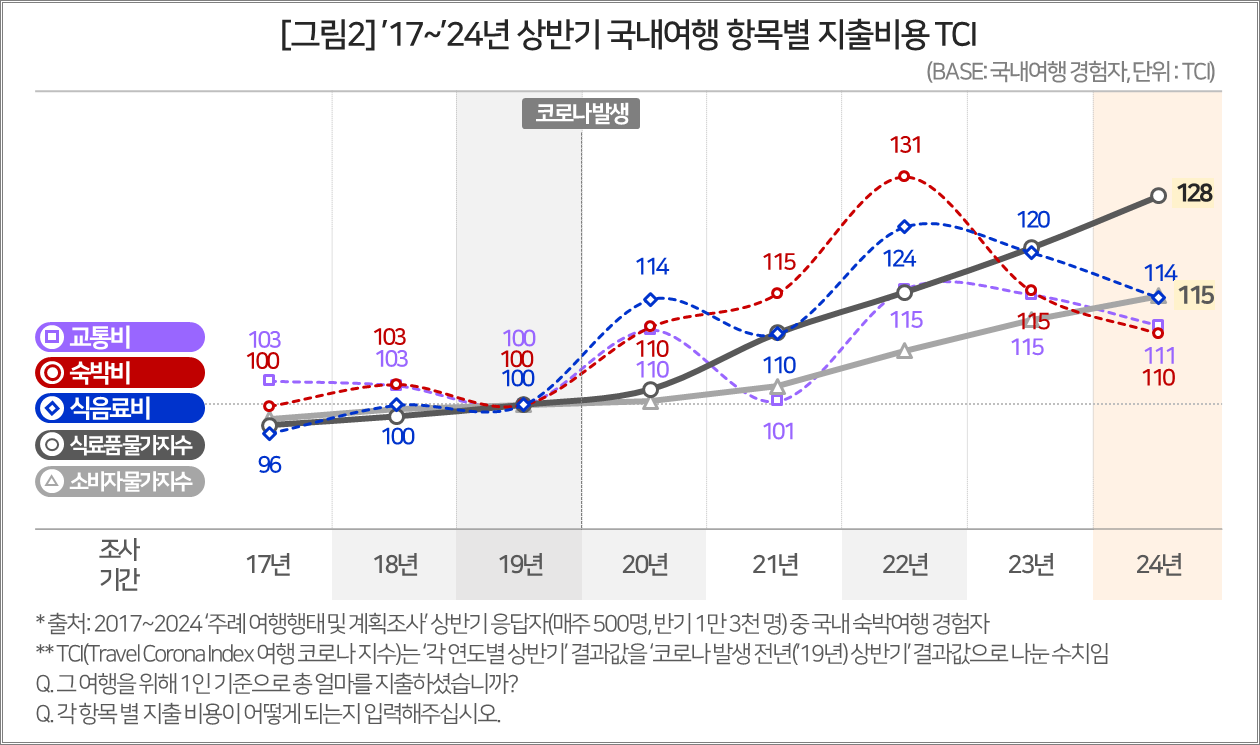 [그림2] ’17~’24년 상반기 국내여행 항목별 지출비용 TCI
(BASE: 국내여행 경험자, 단위 : TCI)
코로나 발생
131
128
120
115
114
124
114
115
교통비
103
103
100
115
숙박비
100
103
100
110
110
115
115
111
110
식음료비
100
110
101
식료품 물가지수
100
96
소비자 물가지수
조사
기간
17년 18년 19년 20년 21년 22년 23년 24년
* 출처: 2017~2024 ‘주례 여행행태 및 계획조사’ 상반기 응답자(매주 500명, 반기 1만 3천 명) 중 국내 숙박여행 경험자
** TCI(Travel Corona Index 여행 코로나 지수)는 ‘각 연도별 상반기’ 결과값을 ‘코로나 발생 전년(’19년) 상반기’ 결과값으로 나눈 수치임
Q. 그 여행을 위해 1인 기준으로 총 얼마를 지출하셨습니까?
Q. 각 항목 별 지출 비용이 어떻게 되는지 입력해주십시오.